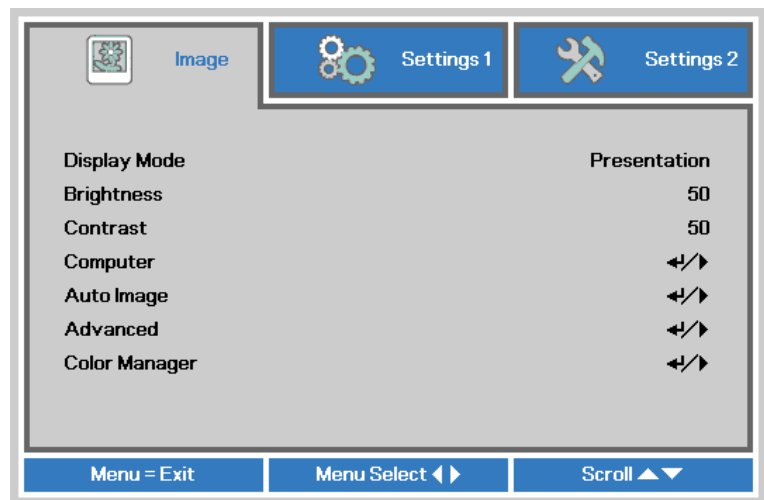 Image Settings 1 Settings 2
Display Mode Presentation
Brightness 50
Contrast 50
Computer ↵/▶
Auto Image ↵/▶
Advanced ↵/▶
Color Manager ↵/▶
Menu = Exit Menu Select ◀▶ Scroll ▲▼